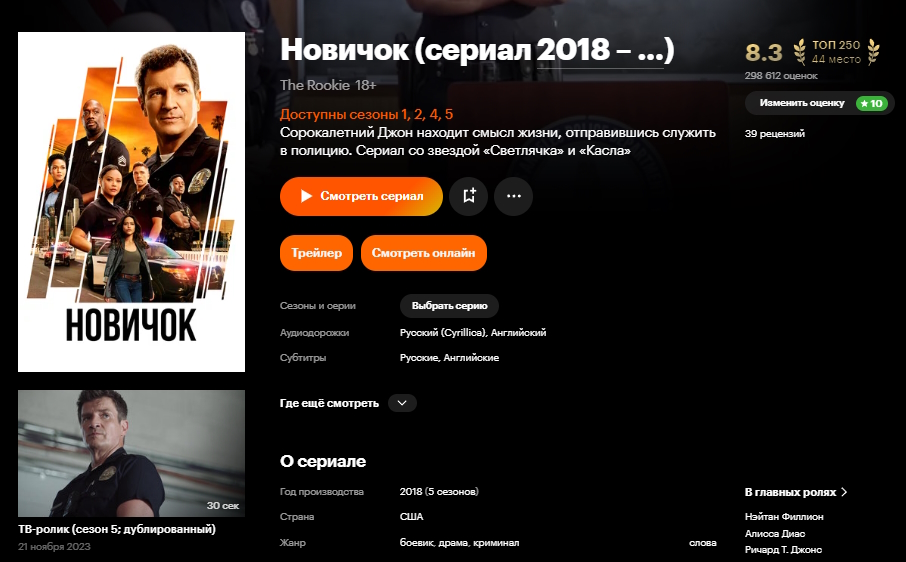 Новичок (сериал 2018 – ...)
The Rookie 18+
Доступны сезоны 1, 2, 4, 5
Сорокалетний Джон находит смысл жизни, отправившись служить
в полицию. Сериал со звездой «Светлячка» и «Касла»
Смотреть сериал
Трейлер
Смотреть онлайн
Сезоны и серии
Выбрать серию
Аудиодорожки
Русский (Cyrillica), Английский
Субтитры
Русские, Английские
Где ещё смотреть
О сериале
Год производства
2018 (5 сезонов)
Страна
США
Жанр
боевик, драма, криминал
слова
8.3
ТОП 250
44 место
298 612 оценок
Изменить оценку
★ 10
39 рецензий
В главных ролях
Нэйтан Филлион
Алисса Диас
Ричард Т. Джонс
НОВИЧОК
30 сек
ТВ-ролик (сезон 5; дублированный)
21 ноября 2023